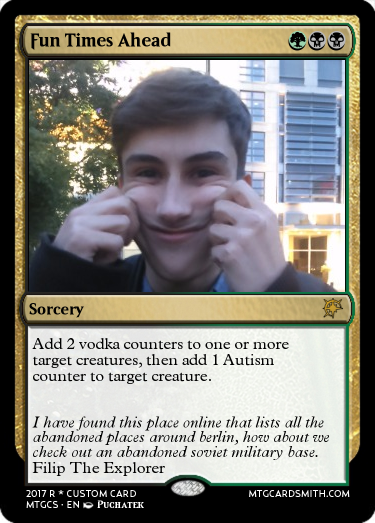 Fun Times Ahead
Sorcery
Add 2 vodka counters to one or more
target creatures, then add 1 Autism
counter to target creature.
I have found this place online that lists all the
abandoned places around berlin, how about we
check out an abandoned soviet military base.
Filip The Explorer
2017 R * CUSTOM CARD
MTGCARDSMITH.COM
MTGCS · EN PUCHATEK